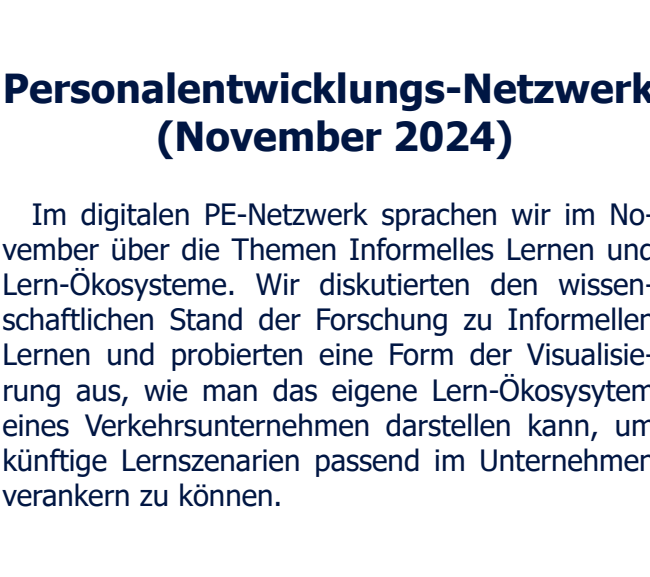 Personalentwicklungs-Netzwerk
(November 2024)
Im digitalen PE-Netzwerk sprachen wir im No-
vember über die Themen Informelles Lernen und
Lern-Ökosysteme. Wir diskutierten den wissen-
schaftlichen Stand der Forschung zu Informellen
Lernen und probierten eine Form der Visualisie-
rung aus, wie man das eigene Lern-Ökosysytem
eines Verkehrsunternehmen darstellen kann, um
künftige Lernszenarien passend im Unternehmen
verankern zu können.